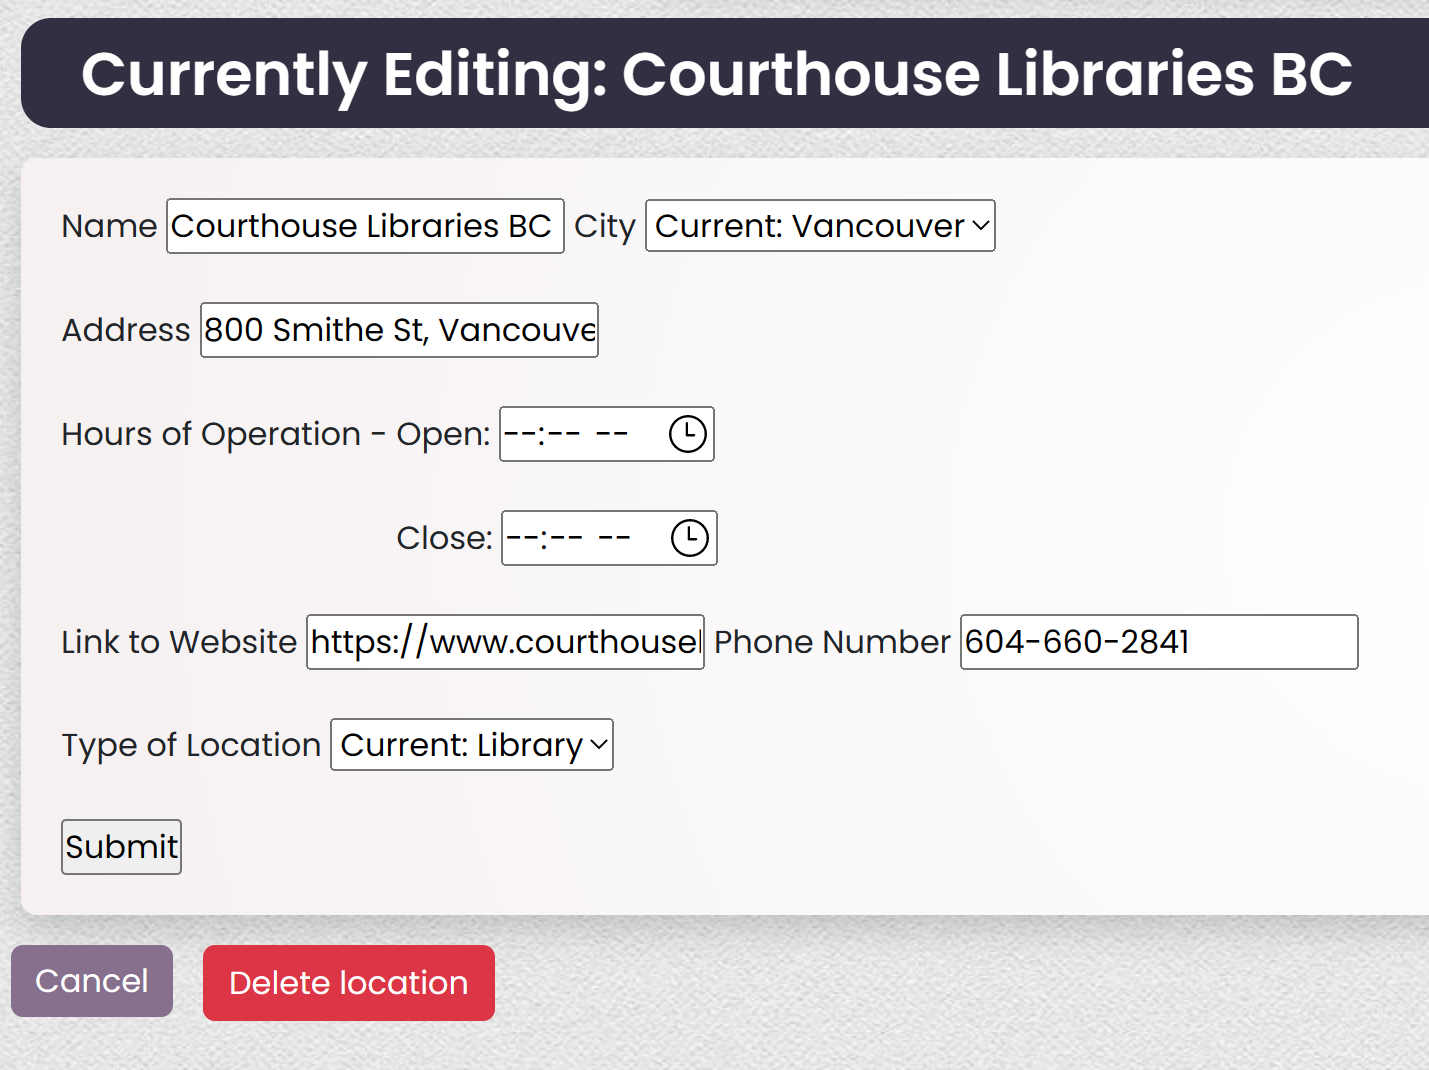 Currently Editing: Courthouse Libraries BC
Name Courthouse Libraries BC City Current: Vancouver
Address 800 Smithe St, Vancouve
Hours of Operation - Open: --:-- --
Close: --:-- --
Link to Website https://www.courthousel Phone Number 604-660-2841
Type of Location Current: Library
Submit
Cancel Delete location